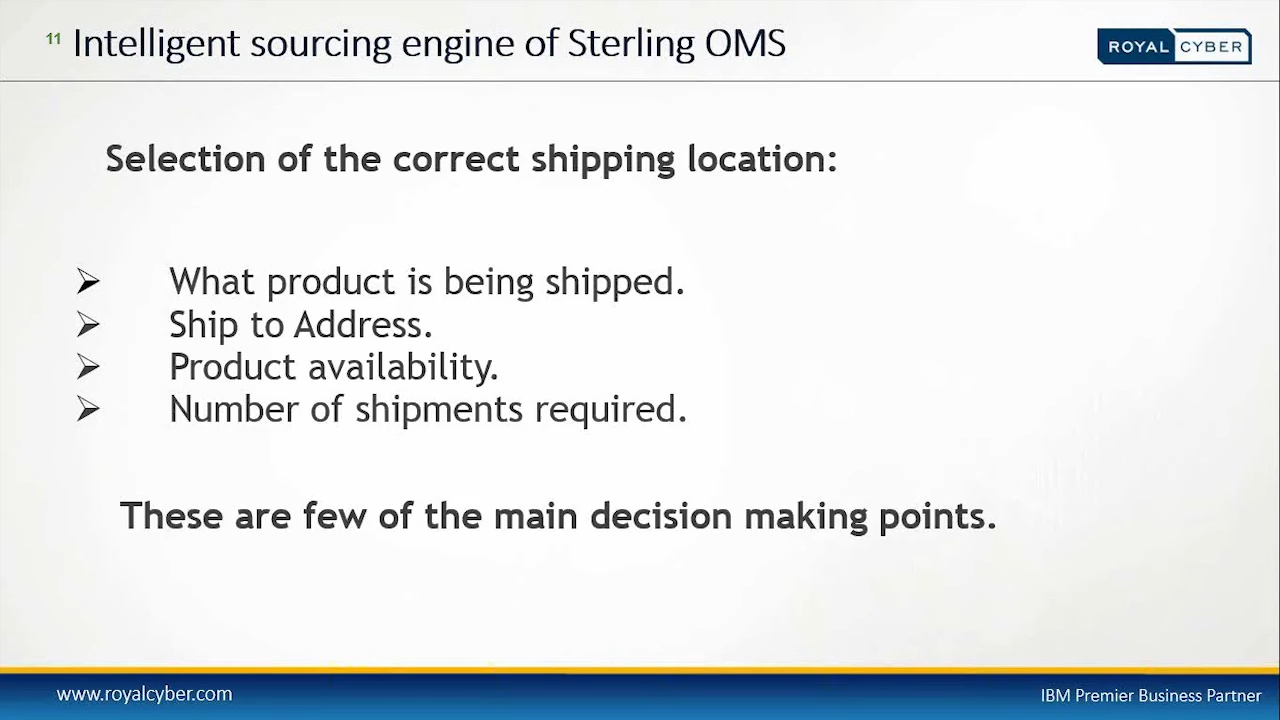 11 Intelligent sourcing engine of Sterling OMS
ROYAL CYBER
Selection of the correct shipping location:
What product is being shipped.
Ship to Address.
Product availability.
Number of shipments required.
These are few of the main decision making points.
www.royalcyber.com
IBM Premier Business Partner